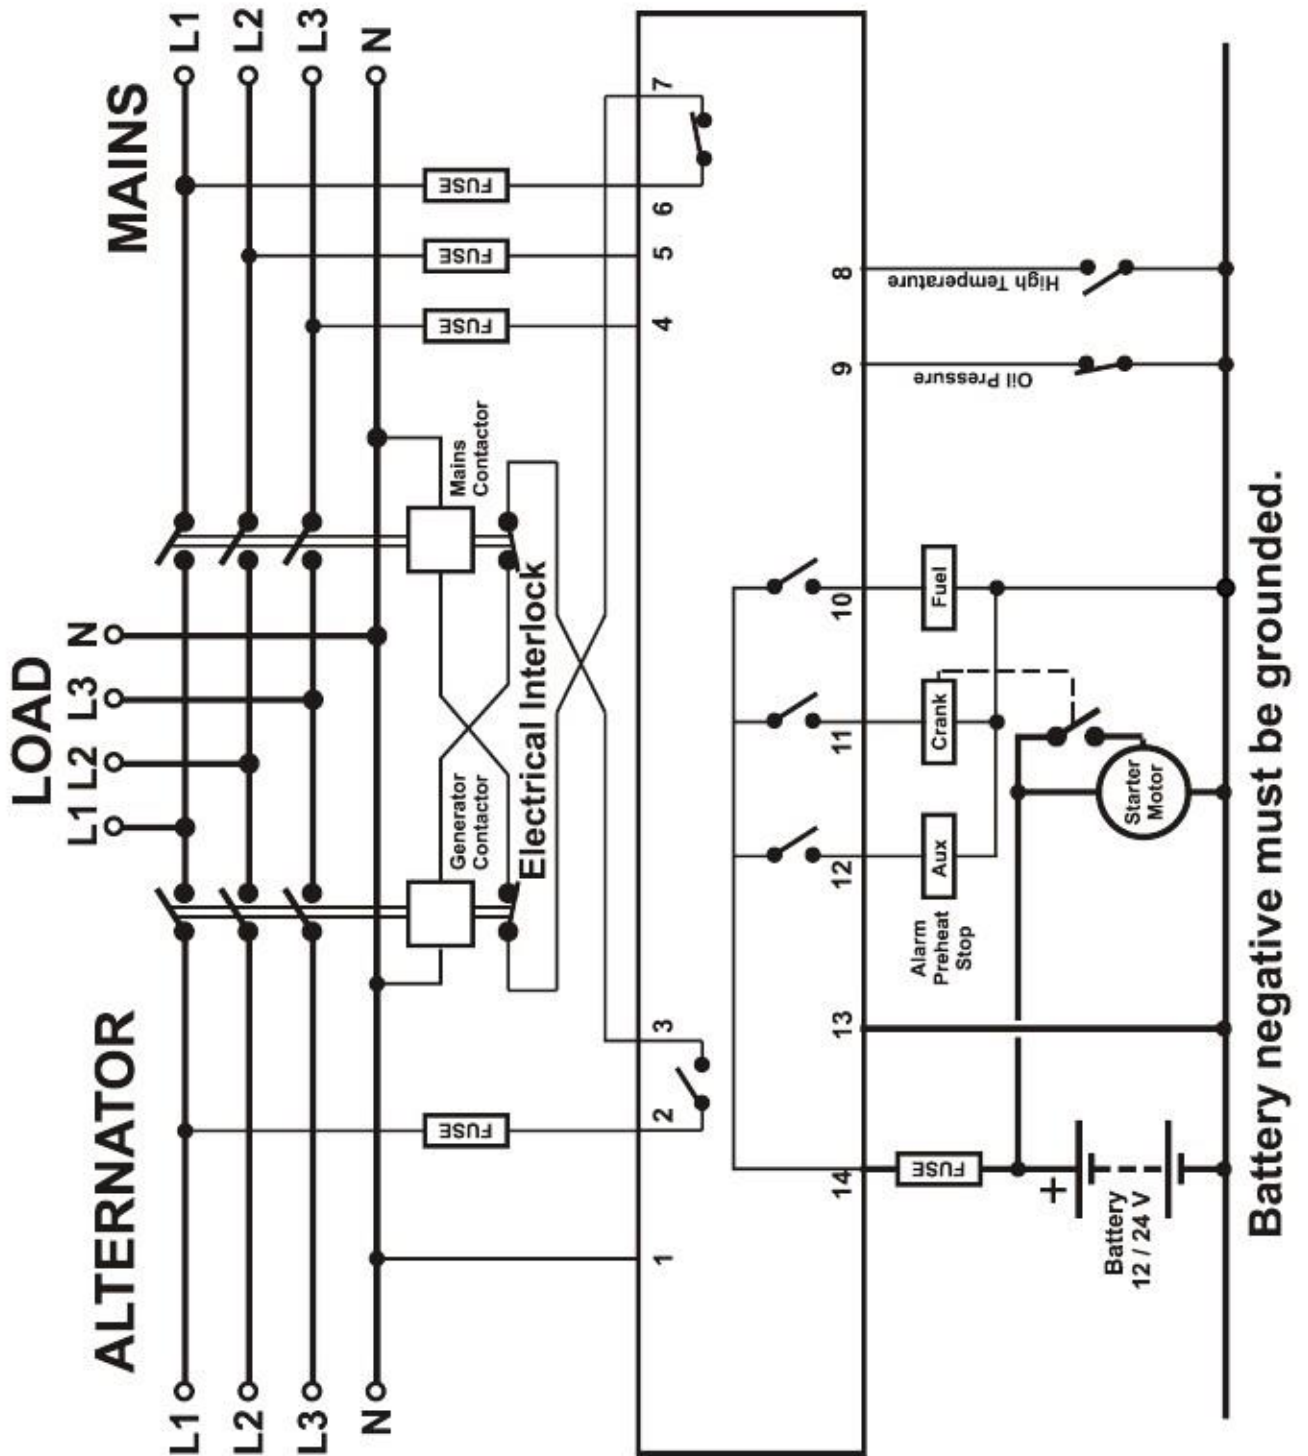 LOAD
L1 L2 L3 N
ALTERNATOR
MAINS
L1
L2
L3
N
L1
L2
L3
N
Generator
Contactor
Mains
Contactor
Electrical Interlock
FUSE
FUSE
FUSE
FUSE
1
2
3
4
5
6
7
14
13
12
11
10
9
8
FUSE
Alarm
Preheat
Stop
Aux
Crank
Fuel
Oil Pressure
High Temperature
+
Battery
12 / 24 V
Starter
Motor
Battery negative must be grounded.